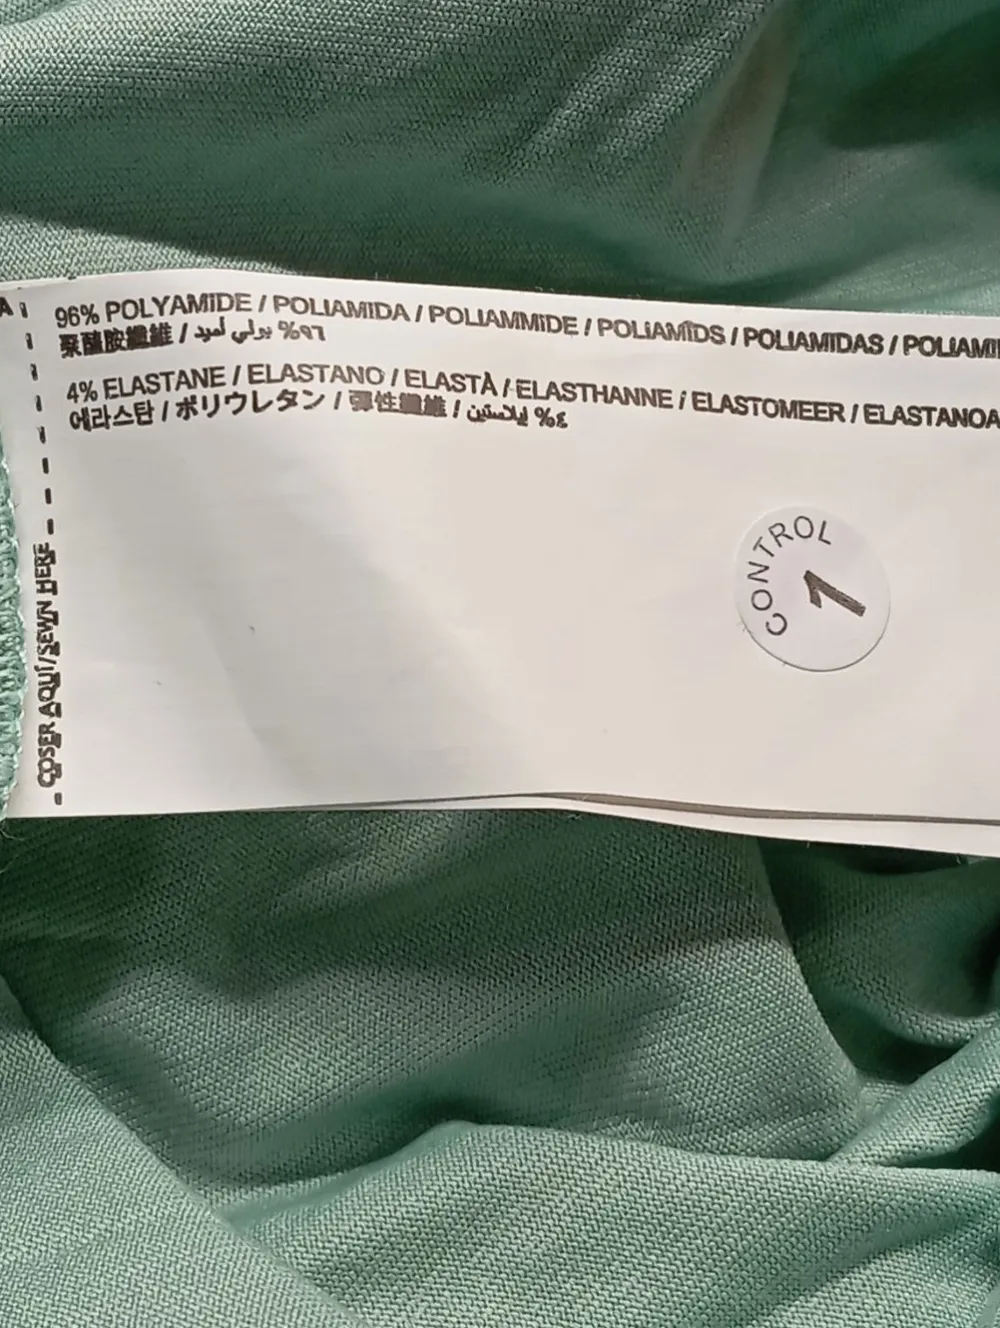 A
96% POLYAMIDE / POLIAMIDA / POLIAMMIDE / POLIAMĪDS / POLIAMIDAS / POLIAMI
聚醯胺纖維 / ٩٦% بولي أميد
4% ELASTANE / ELASTANO / ELASTÀ / ELASTHANNE / ELASTOMEER / ELASTANOA
에라스탄 / ポリウレタン / 彈性纖維 / ٤% إيلاستين
COSER AQUÍ/SEWN HERE
CONTROL
1